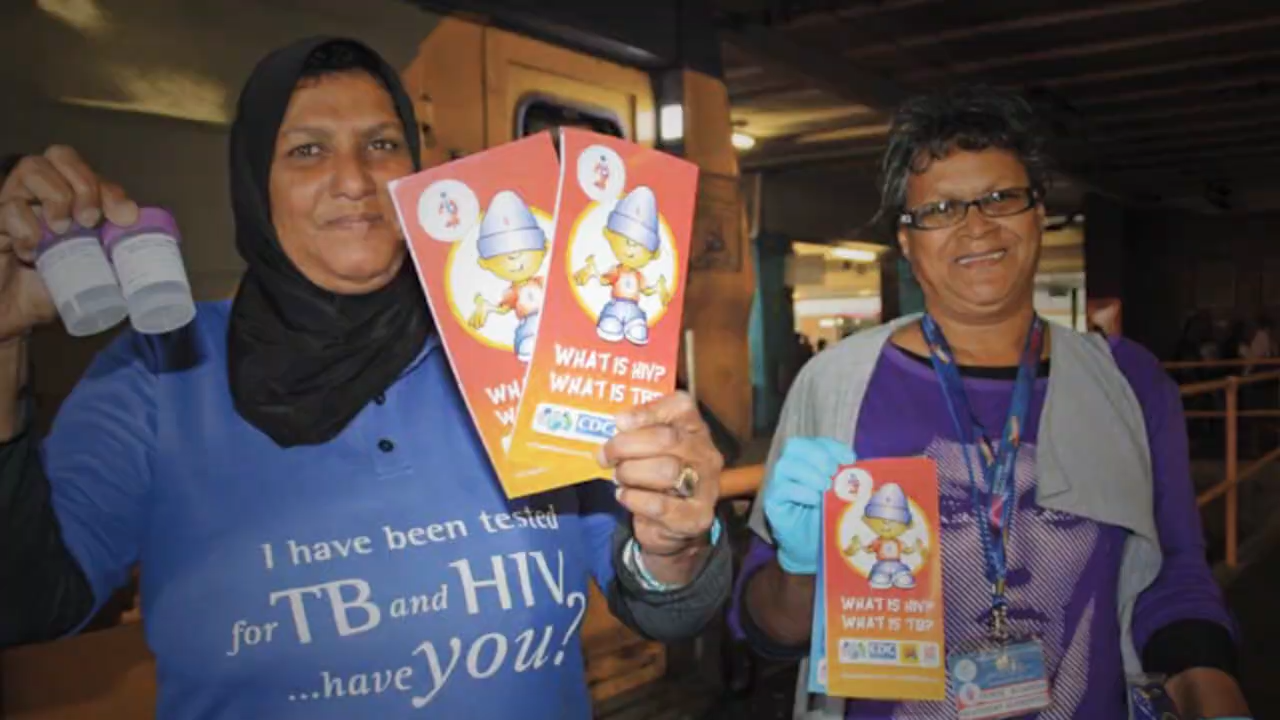 WHAT IS HIV?
WHAT IS TB?
CDC
WH
W
I have been tested
for TB and HIV
...have you?
WHAT IS HIV?
WHAT IS TB?
CDC